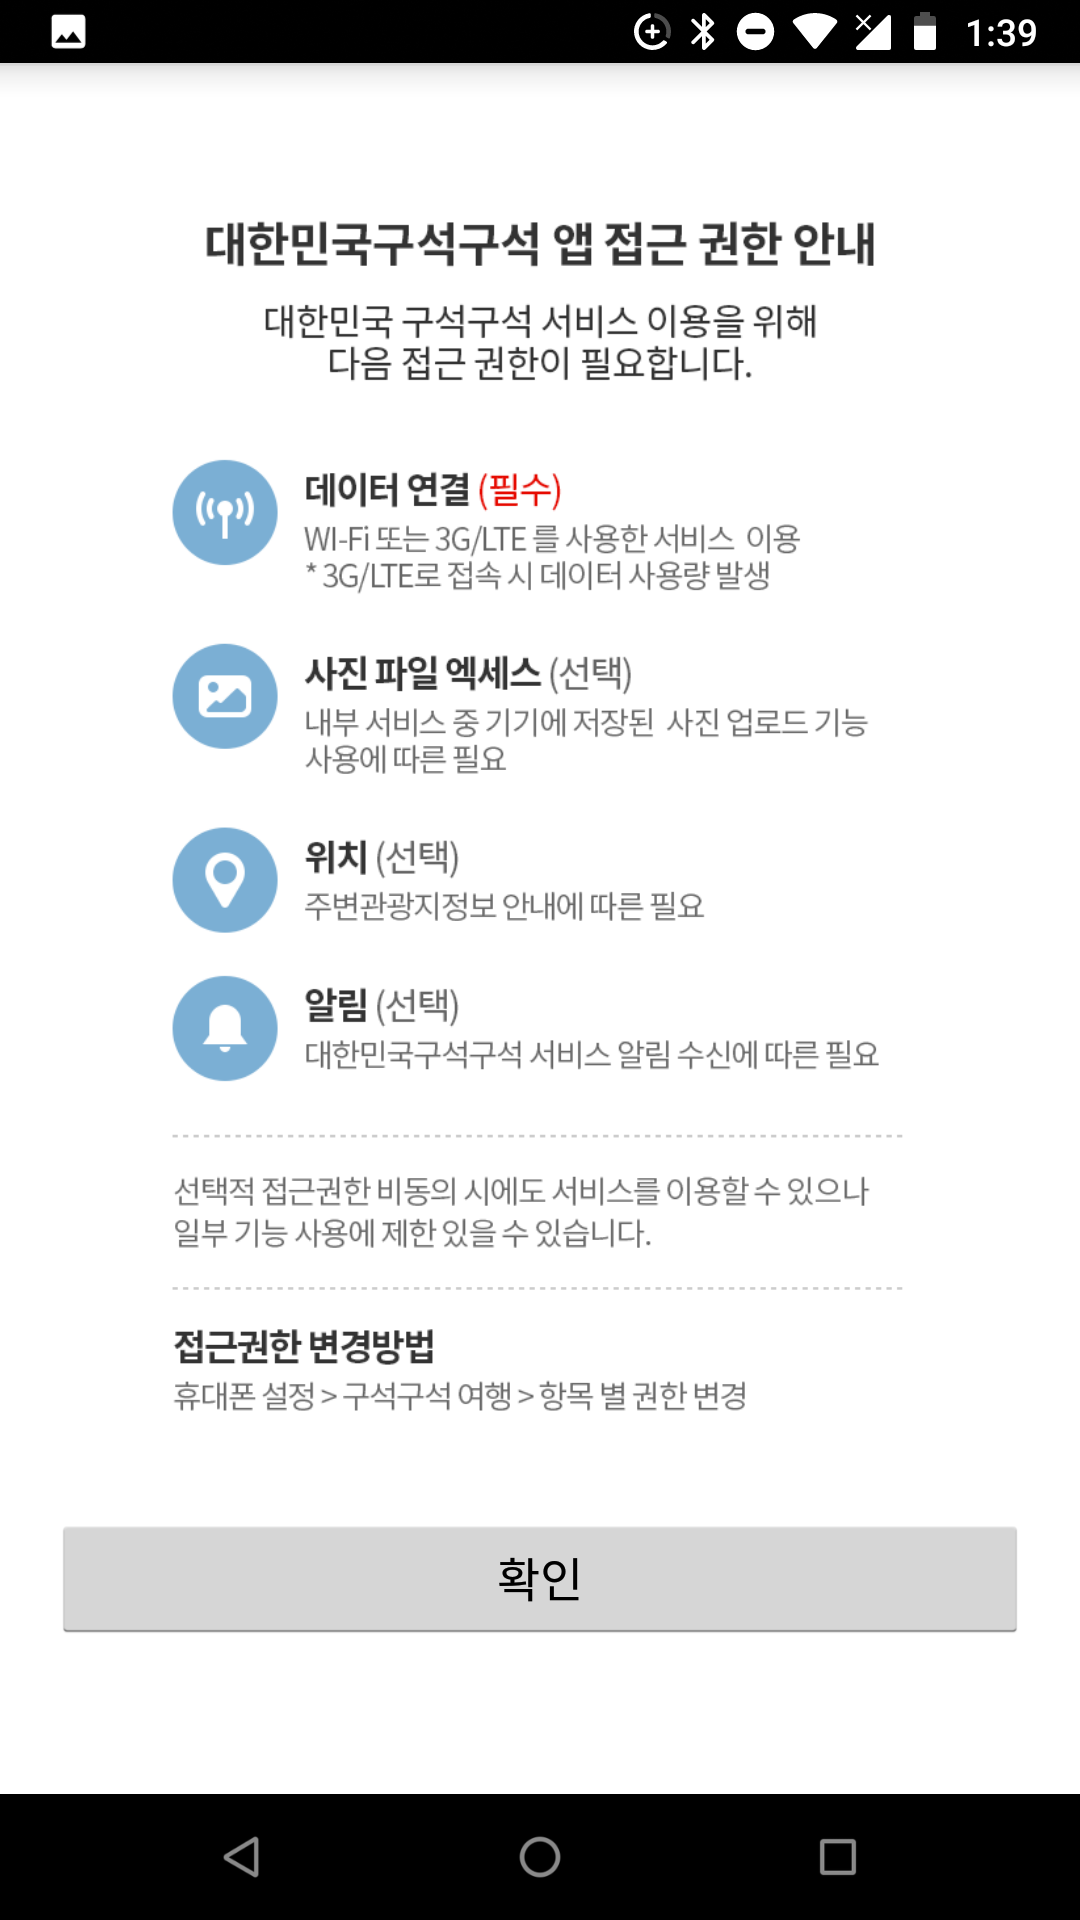 1:39
대한민국구석구석 앱 접근 권한 안내
대한민국 구석구석 서비스 이용을 위해
다음 접근 권한이 필요합니다.
데이터 연결 (필수)
WI-Fi 또는 3G/LTE 를 사용한 서비스 이용
* 3G/LTE로 접속 시 데이터 사용량 발생
사진 파일 엑세스 (선택)
내부 서비스 중 기기에 저장된 사진 업로드 기능
사용에 따른 필요
위치 (선택)
주변관광지정보 안내에 따른 필요
알림 (선택)
대한민국구석구석 서비스 알림 수신에 따른 필요
선택적 접근권한 비동의 시에도 서비스를 이용할 수 있으나
일부 기능 사용에 제한 있을 수 있습니다.
접근권한 변경방법
휴대폰 설정 > 구석구석 여행 > 항목 별 권한 변경
확인